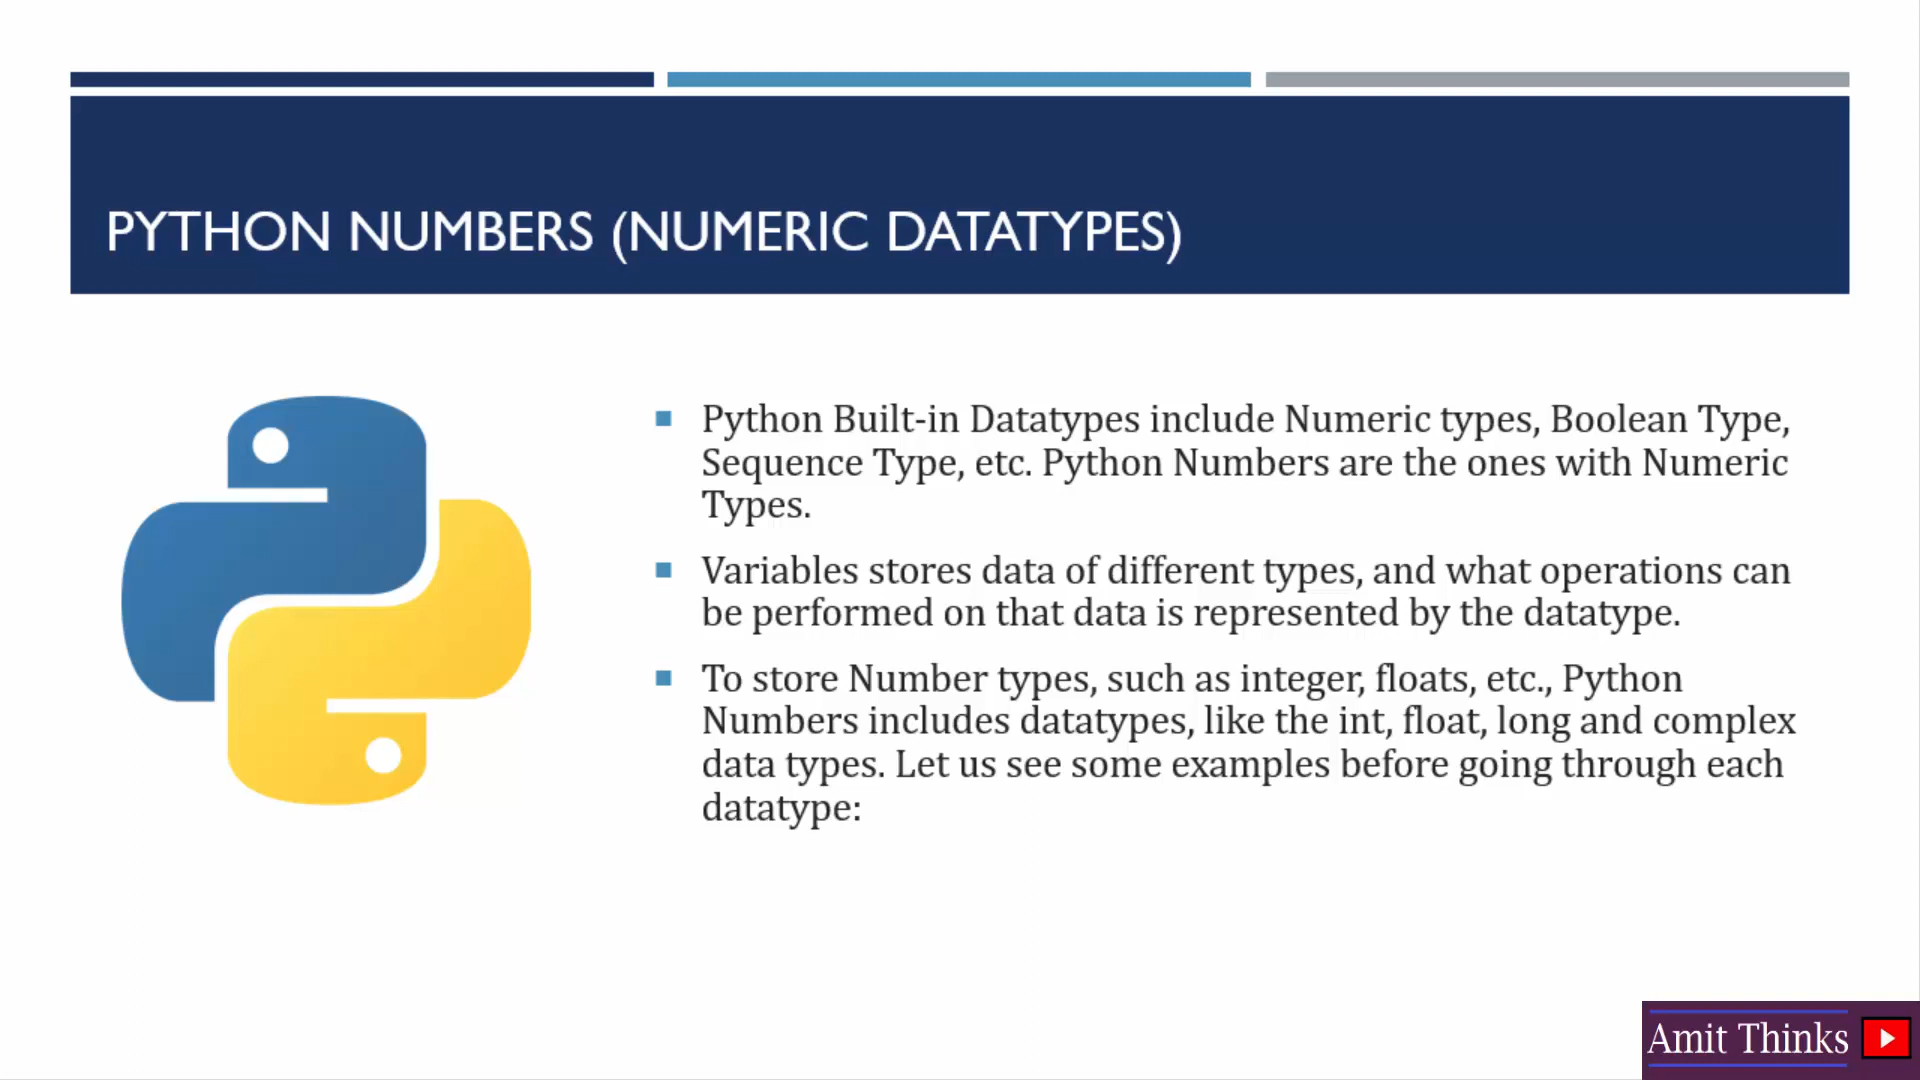 PYTHON NUMBERS (NUMERIC DATATYPES)
Python Built-in Datatypes include Numeric types, Boolean Type,
Sequence Type, etc. Python Numbers are the ones with Numeric
Types.
Variables stores data of different types, and what operations can
be performed on that data is represented by the datatype.
To store Number types, such as integer, floats, etc., Python
Numbers includes datatypes, like the int, float, long and complex
data types. Let us see some examples before going through each
datatype:
Amit Thinks